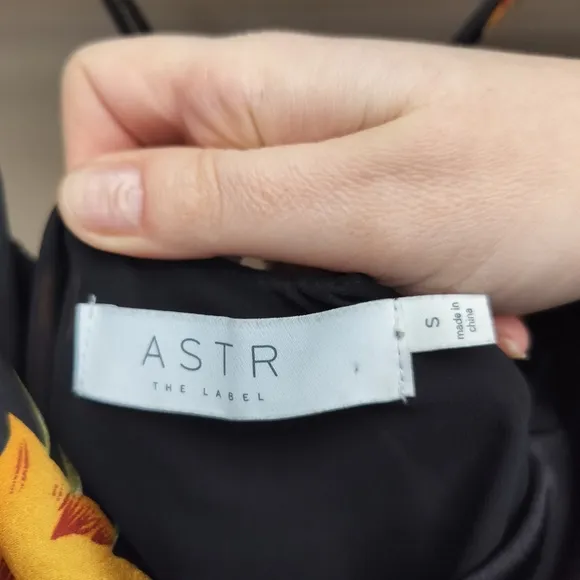 ASTR
THE LABEL
S
made in
china